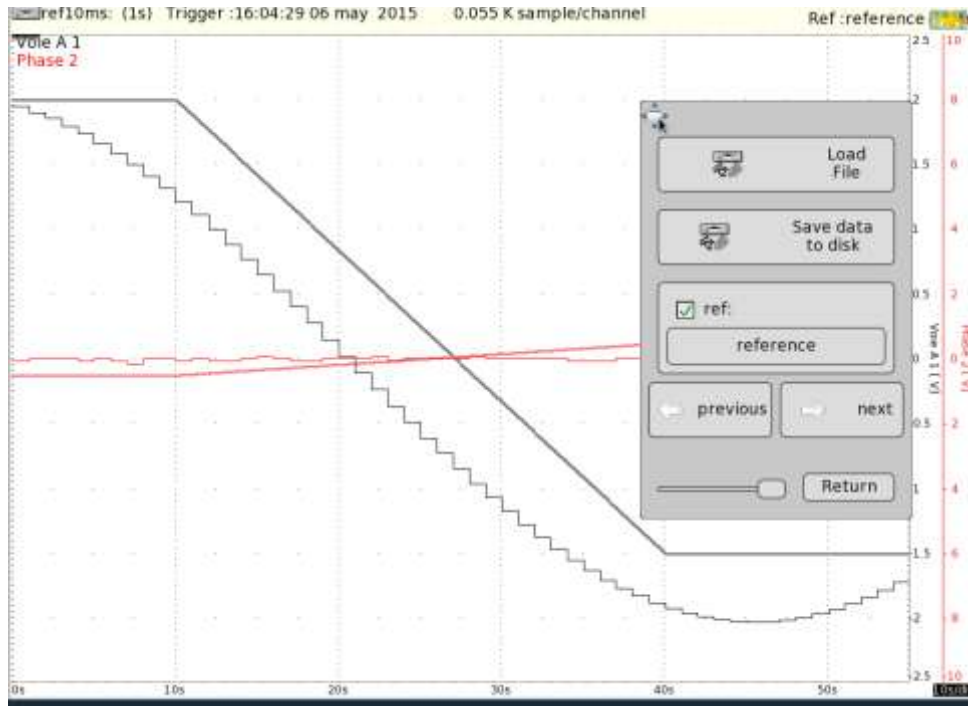 ref10ms: (1s) Trigger :16:04:29 06 may 2015 0.055 K sample/channel Ref :reference
Voie A 1
Phase 2
2.5 10
2 8
Load
File
1.5 6
Save data
to disk
1 4
0.5 2
ref:
reference
0 0
Voie A 1 (V)
previous next
0.5 2
1 4
Return
1.5 6
2 8
2.5 10
0s 10s 20s 30s 40s 50s